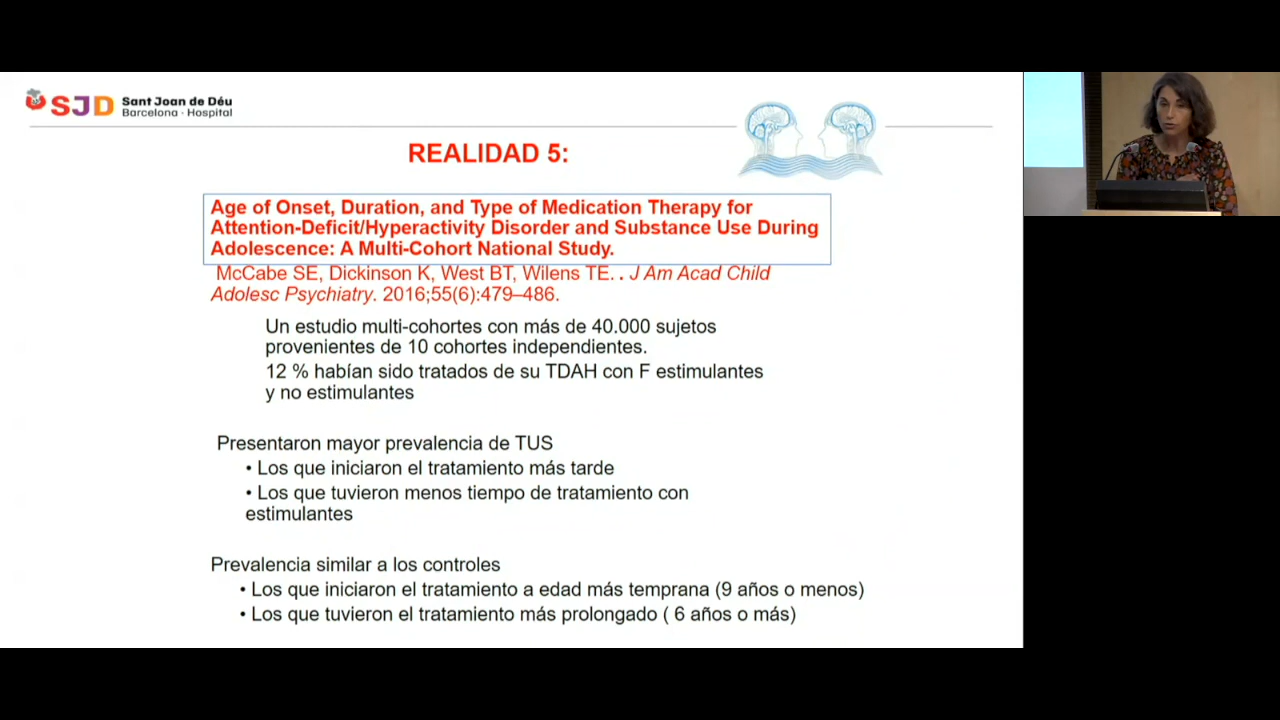 SJD Sant Joan de Déu
Barcelona · Hospital
REALIDAD 5:
Age of Onset, Duration, and Type of Medication Therapy for
Attention-Deficit/Hyperactivity Disorder and Substance Use During
Adolescence: A Multi-Cohort National Study.
McCabe SE, Dickinson K, West BT, Wilens TE. . J Am Acad Child
Adolesc Psychiatry. 2016;55(6):479–486.
Un estudio multi-cohortes con más de 40.000 sujetos
provenientes de 10 cohortes independientes.
12 % habían sido tratados de su TDAH con F estimulantes
y no estimulantes
Presentaron mayor prevalencia de TUS
• Los que iniciaron el tratamiento más tarde
• Los que tuvieron menos tiempo de tratamiento con
estimulantes
Prevalencia similar a los controles
• Los que iniciaron el tratamiento a edad más temprana (9 años o menos)
• Los que tuvieron el tratamiento más prolongado ( 6 años o más)